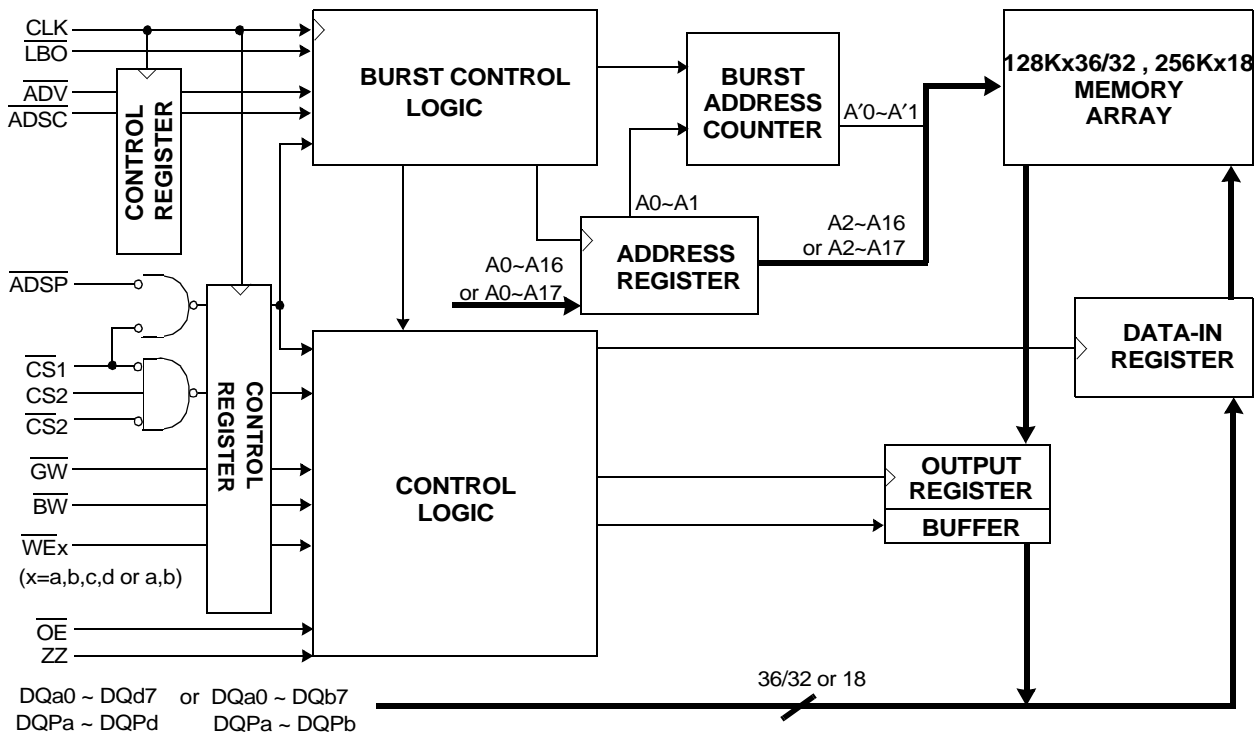 CLK
LBO
ADV
ADSC
CONTROL
REGISTER
BURST CONTROL
LOGIC
BURST
ADDRESS
COUNTER
A′0~A′1
128Kx36/32 , 256Kx18
MEMORY
ARRAY
A0~A1
ADDRESS
REGISTER
A2~A16
or A2~A17
A0~A16
or A0~A17
ADSP
CS1
CS2
CS2
CONTROL
REGISTER
DATA-IN
REGISTER
GW
BW
WEx
(x=a,b,c,d or a,b)
CONTROL
LOGIC
OUTPUT
REGISTER
BUFFER
OE
ZZ
DQa0 ~ DQd7 or DQa0 ~ DQb7
DQPa ~ DQPd DQPa ~ DQPb
36/32 or 18